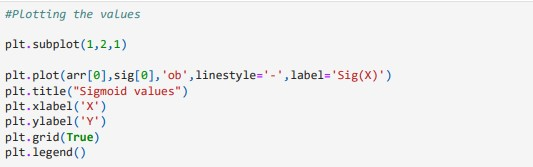 #Plotting the values
plt.subplot(1,2,1)
plt.plot(arr[0],sig[0],'ob',linestyle='-',label='Sig(X)')
plt.title("Sigmoid values")
plt.xlabel('X')
plt.ylabel('Y')
plt.grid(True)
plt.legend()